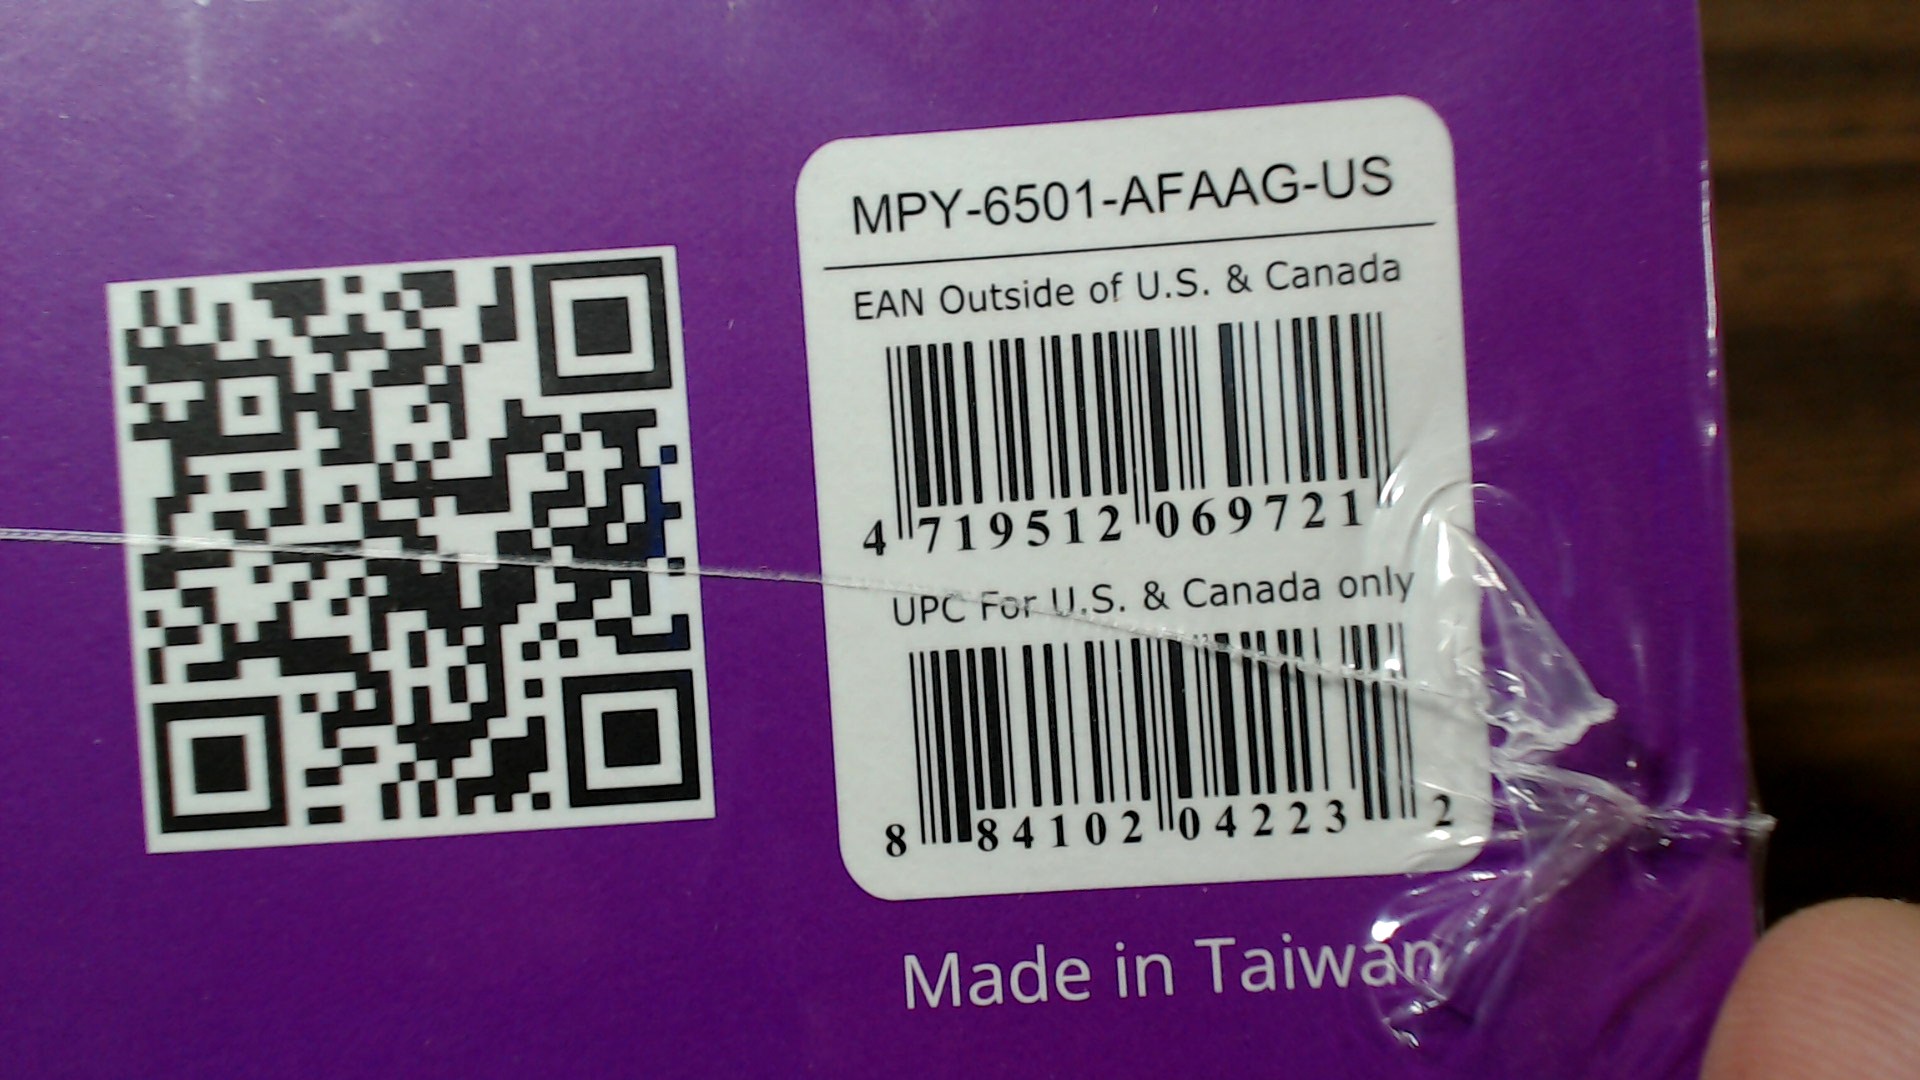 MPY-6501-AFAAG-US
EAN Outside of U.S. & Canada
4 719512 069721
UPC For U.S. & Canada only
8 84102 04223 2
Made in Taiwan